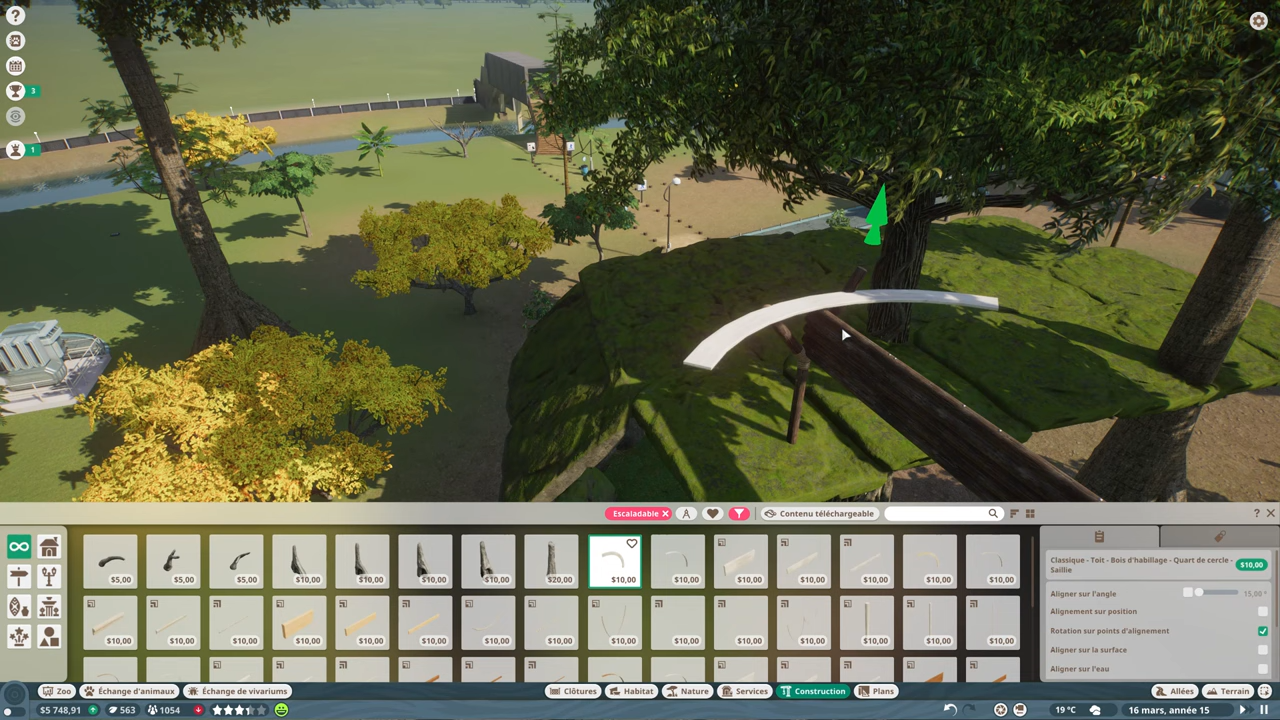 ?
3
1
Escaladable ×
Contenu téléchargeable
? ×
$5,00 $5,00 $5,00 $10,00 $10,00 $10,00 $10,00 $20,00 $10,00 $10,00 $10,00 $10,00 $10,00 $10,00 $10,00
$10,00 $10,00 $10,00 $10,00 $10,00 $10,00 $10,00 $10,00 $10,00 $10,00 $10,00 $10,00 $10,00 $10,00 $10,00
Classique - Toit - Bois d'habillage - Quart de cercle -
Saillie
$10,00
Aligner sur l'angle 15,00 °
Alignement sur position
Rotation sur points d'alignement
Aligner sur la surface
Aligner sur l'eau
Zoo Échange d'animaux Échange de vivariums Clôtures Habitat Nature Services Construction Plans Allées Terrain
$5 748,91 563 1054 19 °C 16 mars, année 15